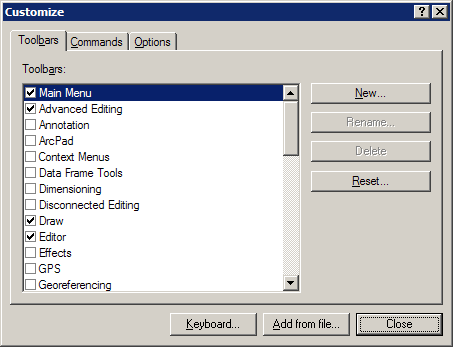 Customize
Toolbars Commands Options
Toolbars:
Main Menu
Advanced Editing
Annotation
ArcPad
Context Menus
Data Frame Tools
Dimensioning
Disconnected Editing
Draw
Editor
Effects
GPS
Georeferencing
New...
Rename...
Delete
Reset...
Keyboard... Add from file... Close